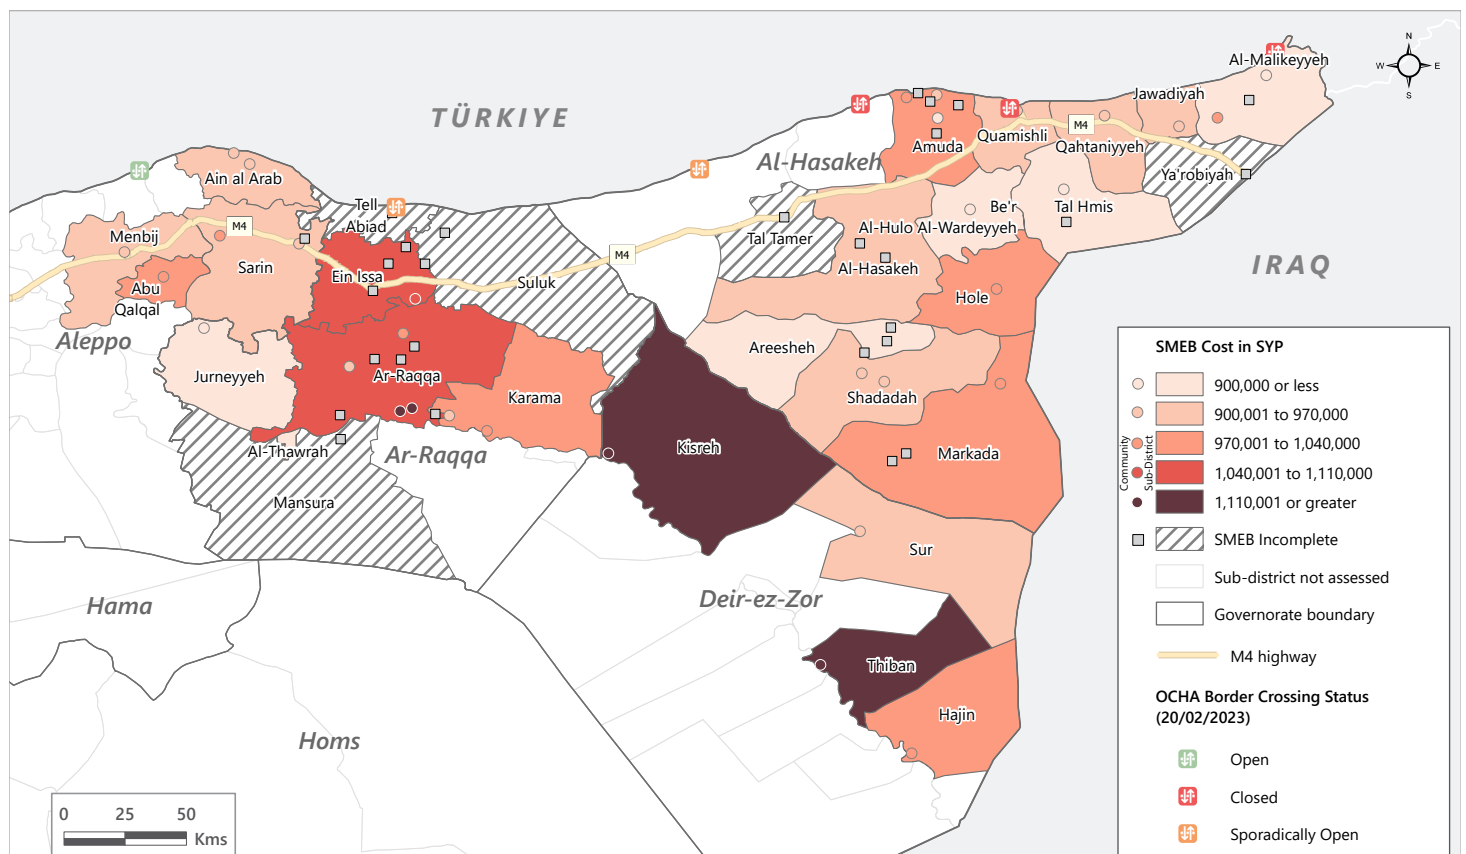 N
W
E
S
TÜRKIYE
Al-Malikeyyeh
Jawadiyah
M4
Quamishli
Amuda
Qahtaniyyeh
Al-Hasakeh
Ain al Arab
Ya'robiyah
Tell
Abiad
Be'r
Al-Wardeyyeh
Tal Hmis
M4
Menbij
Al-Hulo
Tal Tamer
M4
Sarin
Ein Issa
Suluk
Al-Hasakeh
IRAQ
Abu
Qalqal
Hole
Aleppo
Areesheh
Jurneyyeh
Ar-Raqqa
Karama
Shadadah
Al-Thawrah
Ar-Raqqa
Kisreh
Markada
Mansura
Sur
Hama
Deir-ez-Zor
Thiban
Hajin
Homs
0
25
50
Kms
SMEB Cost in SYP
Community
Sub-District
900,000 or less
900,001 to 970,000
970,001 to 1,040,000
1,040,001 to 1,110,000
1,110,001 or greater
SMEB Incomplete
Sub-district not assessed
Governorate boundary
M4 highway
OCHA Border Crossing Status
(20/02/2023)
Open
Closed
Sporadically Open